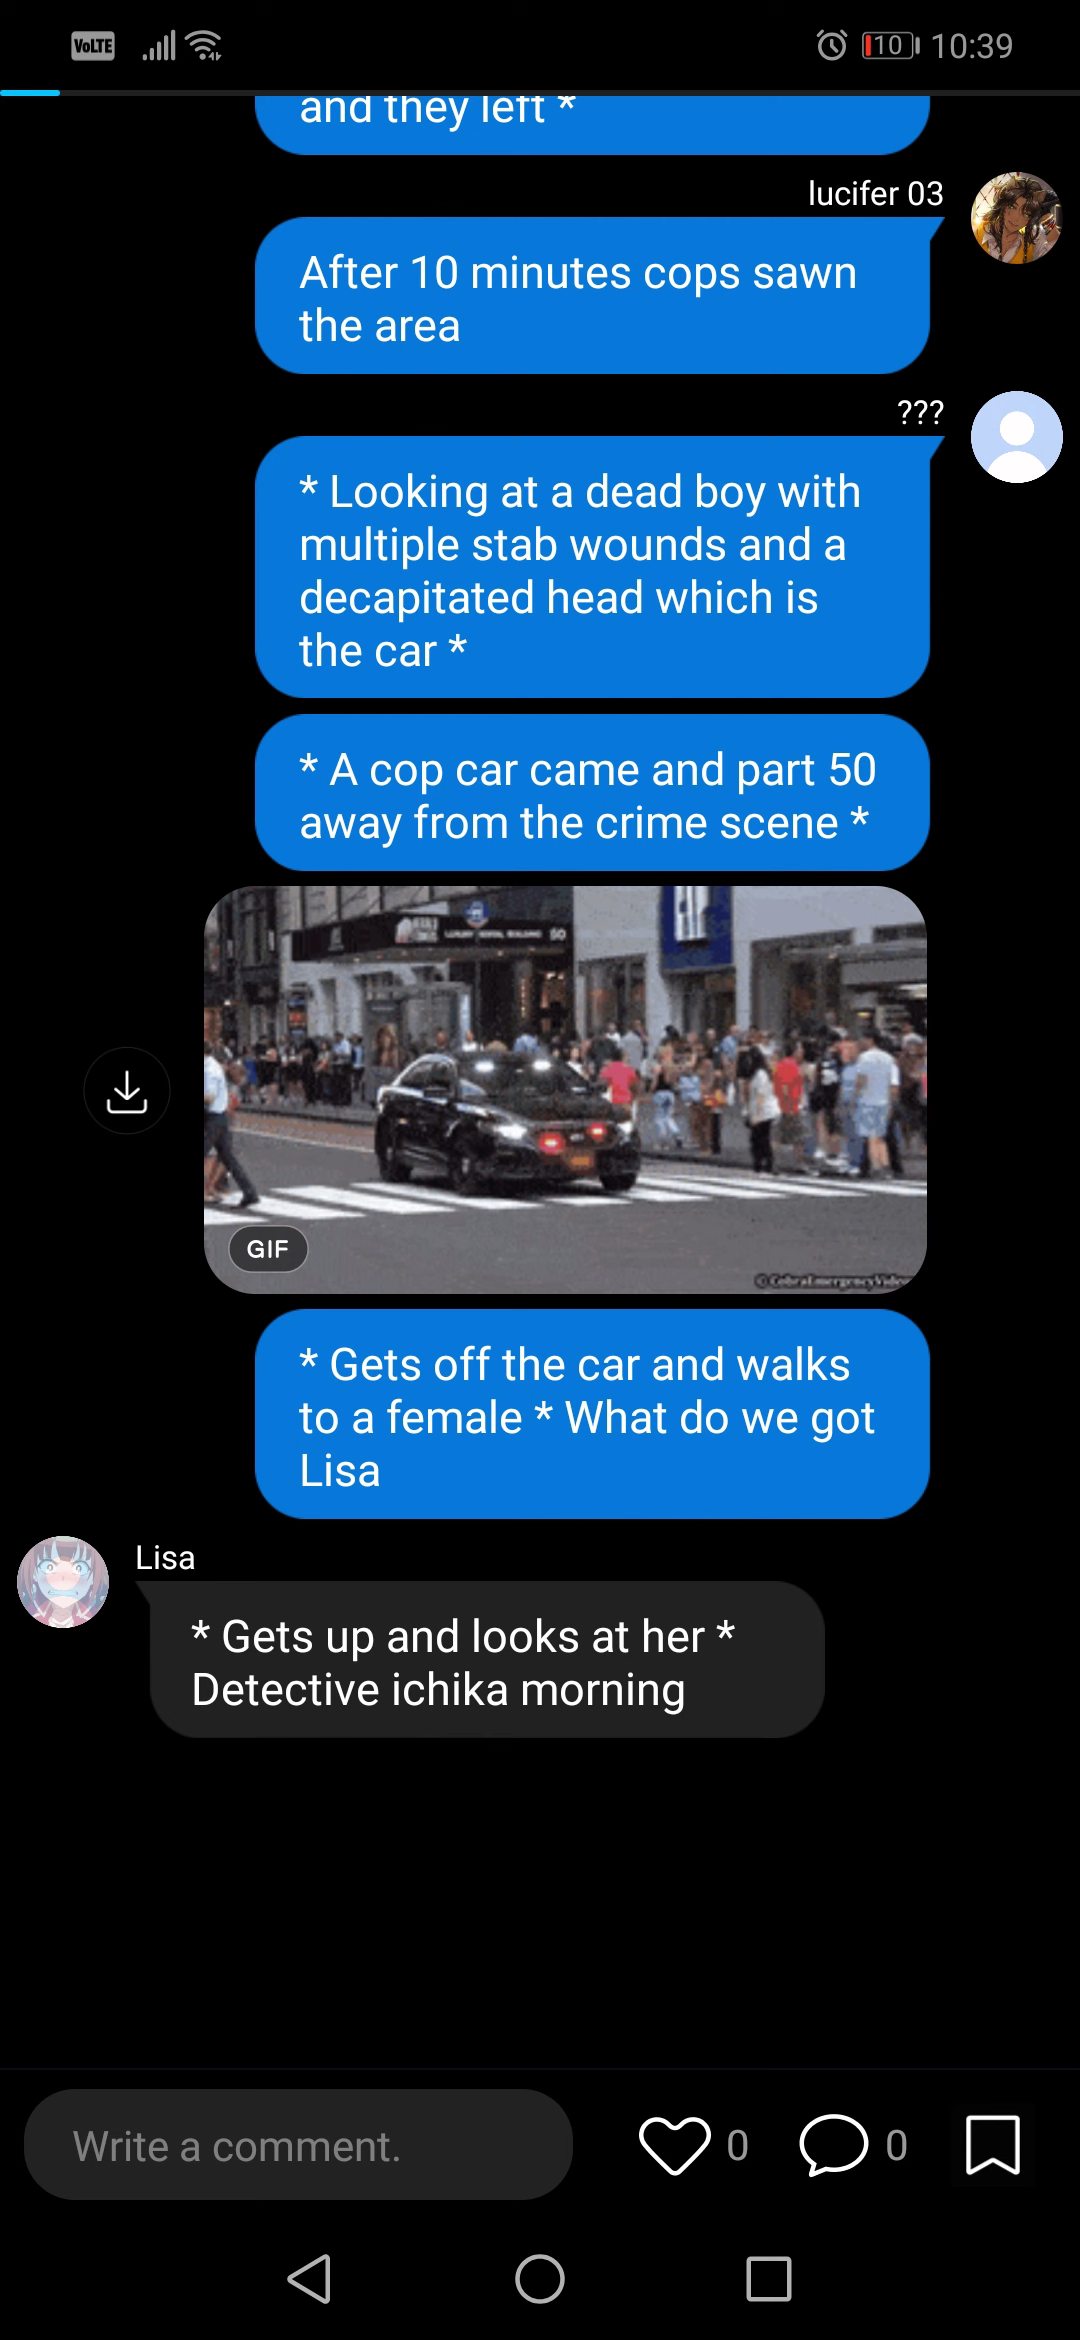 VoLTE
10
10:39
and they left *
lucifer 03
After 10 minutes cops sawn
the area
???
* Looking at a dead boy with
multiple stab wounds and a
decapitated head which is
the car *
* A cop car came and part 50
away from the crime scene *
GIF
* Gets off the car and walks
to a female * What do we got
Lisa
Lisa
* Gets up and looks at her *
Detective ichika morning
Write a comment.
0
0